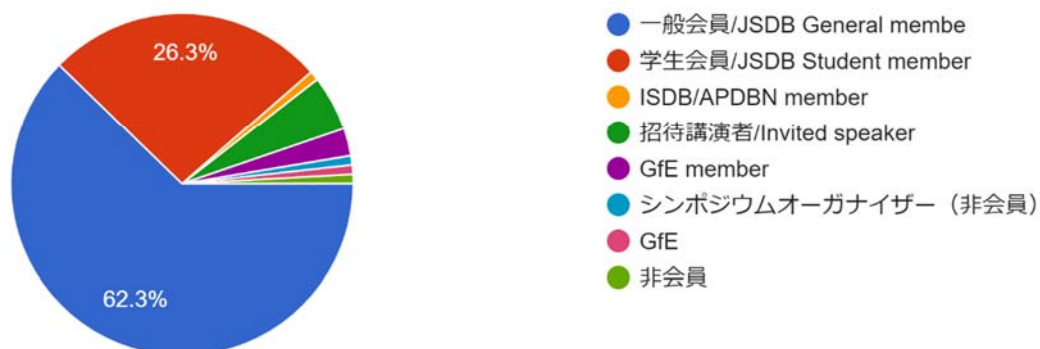 26.3%
62.3%
一般会員/JSDB General membe
学生会員/JSDB Student member
ISDB/APDBN member
招待講演者/Invited speaker
GfE member
シンポジウムオーガナイザー（非会員）
GfE
非会員